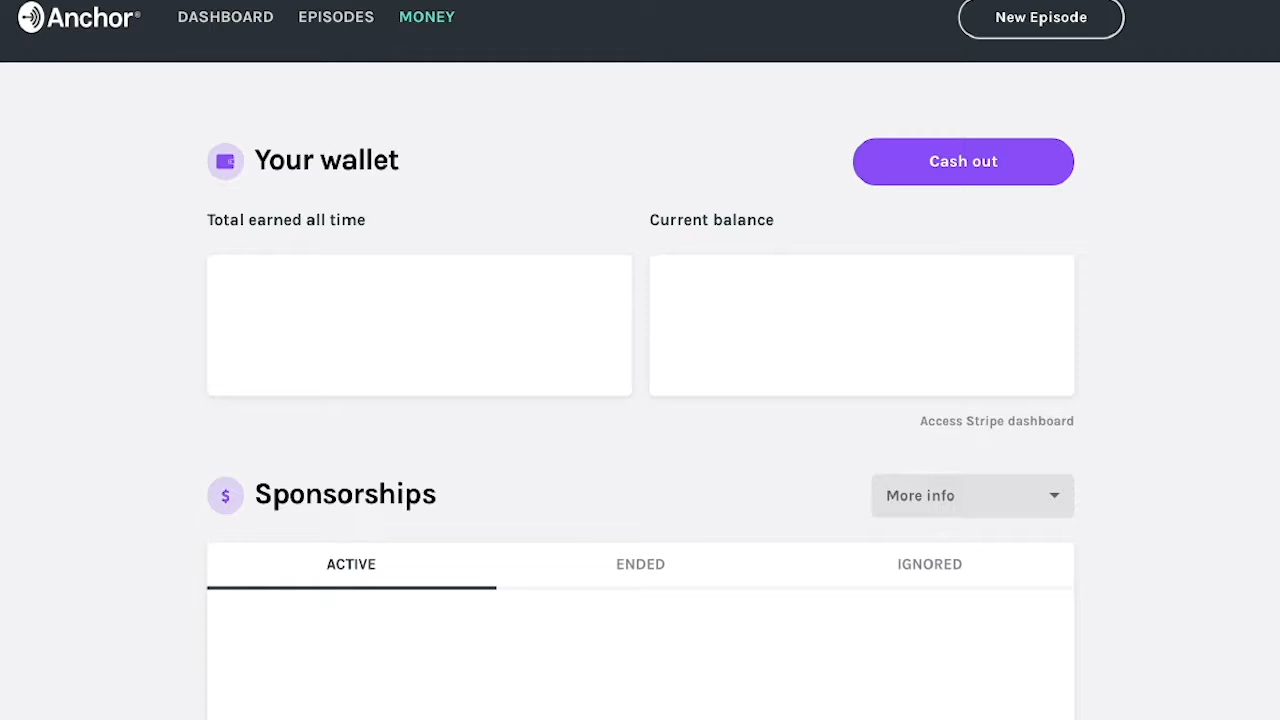 Anchor® DASHBOARD EPISODES MONEY New Episode
Your wallet Cash out
Total earned all time Current balance
Access Stripe dashboard
$ Sponsorships More info
ACTIVE ENDED IGNORED